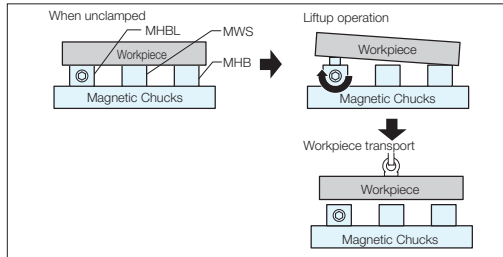 When unclamped
MHBL
MWS
Workpiece
MHB
Magnetic Chucks
Liftup operation
Workpiece
Magnetic Chucks
Workpiece transport
Workpiece
Magnetic Chucks